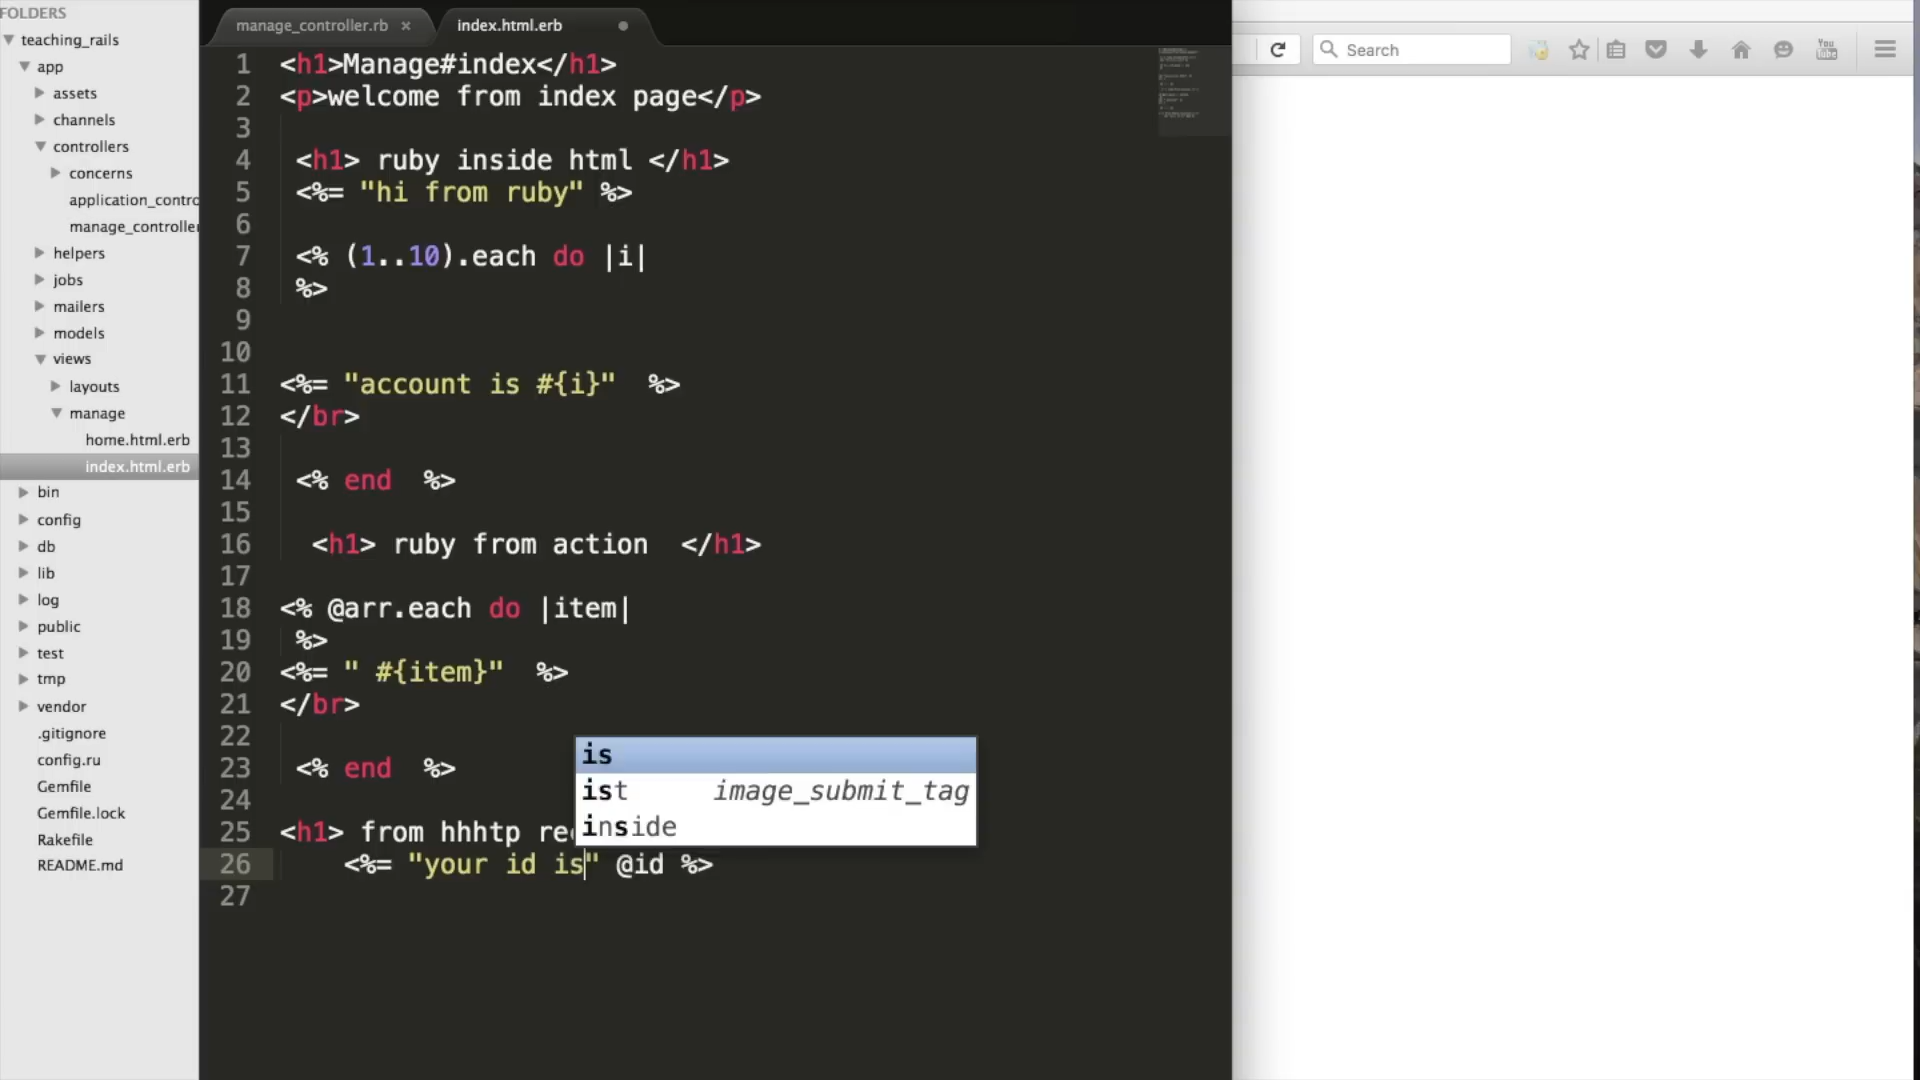 FOLDERS
teaching_rails
app
assets
channels
controllers
concerns
application_contro
manage_controller
helpers
jobs
mailers
models
views
layouts
manage
home.html.erb
index.html.erb
bin
config
db
lib
log
public
test
tmp
vendor
.gitignore
config.ru
Gemfile
Gemfile.lock
Rakefile
README.md
manage_controller.rb ×
index.html.erb
1 <h1>Manage#index</h1>
2 <p>welcome from index page</p>
3
4 <h1> ruby inside html </h1>
5 <%= "hi from ruby" %>
6
7 <% (1..10).each do |i|
8 %>
9
10
11 <%= "account is #{i}"  %>
12 </br>
13
14 <% end  %>
15
16 <h1> ruby from action  </h1>
17
18 <% @arr.each do |item|
19 %>
20 <%= " #{item}"  %>
21 </br>
22
23 <% end  %>
24
25 <h1> from hhhtp re
26 <%= "your id is" @id %>
27
is
ist image_submit_tag
inside
Search
You
Tube